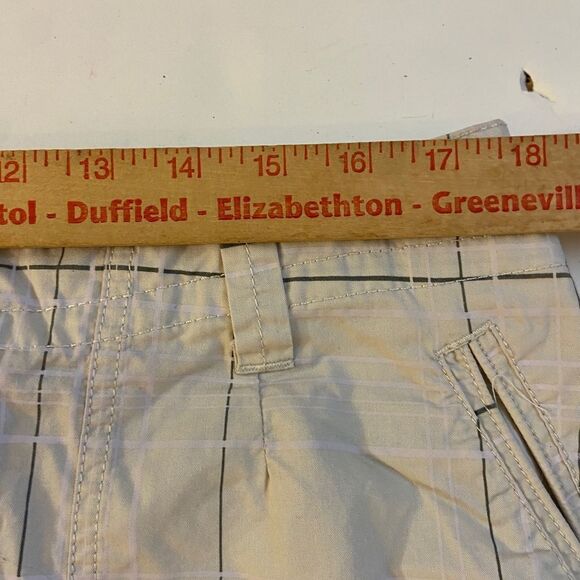 12 13 14 15 16 17 18
tol - Duffield - Elizabethton - Greenevill